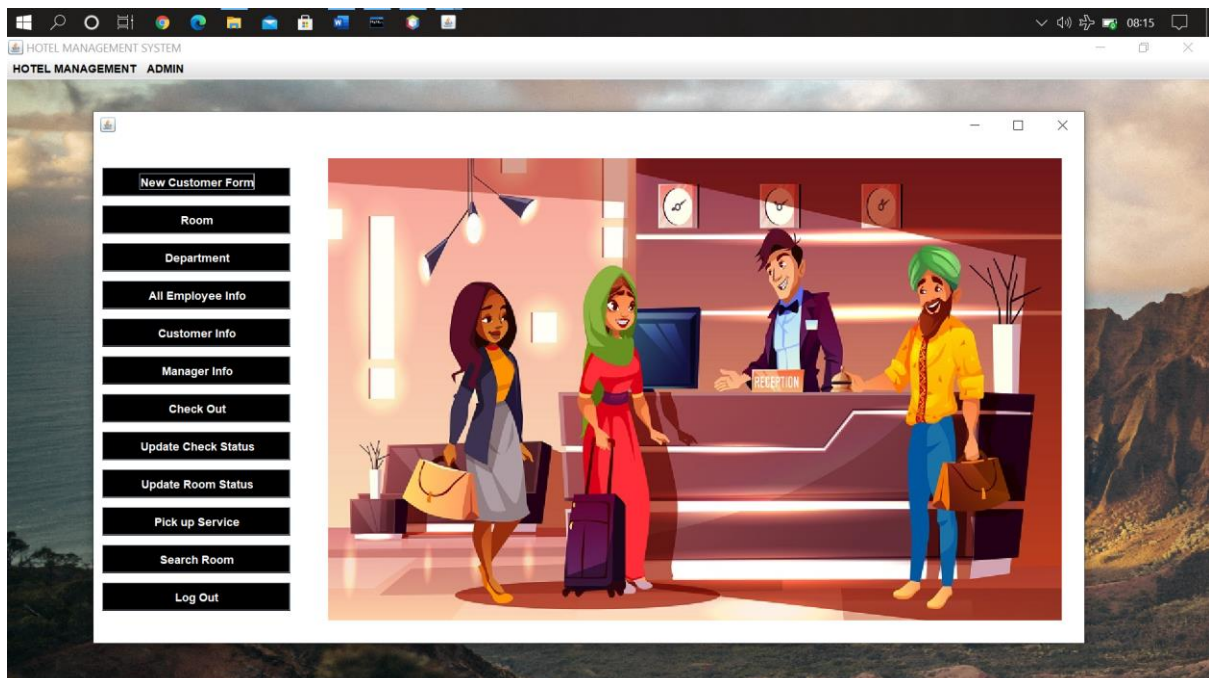 08:15
HOTEL MANAGEMENT SYSTEM
HOTEL MANAGEMENT ADMIN
New Customer Form
Room
Department
All Employee Info
Customer Info
Manager Info
Check Out
Update Check Status
Update Room Status
Pick up Service
Search Room
Log Out
RECEPTION